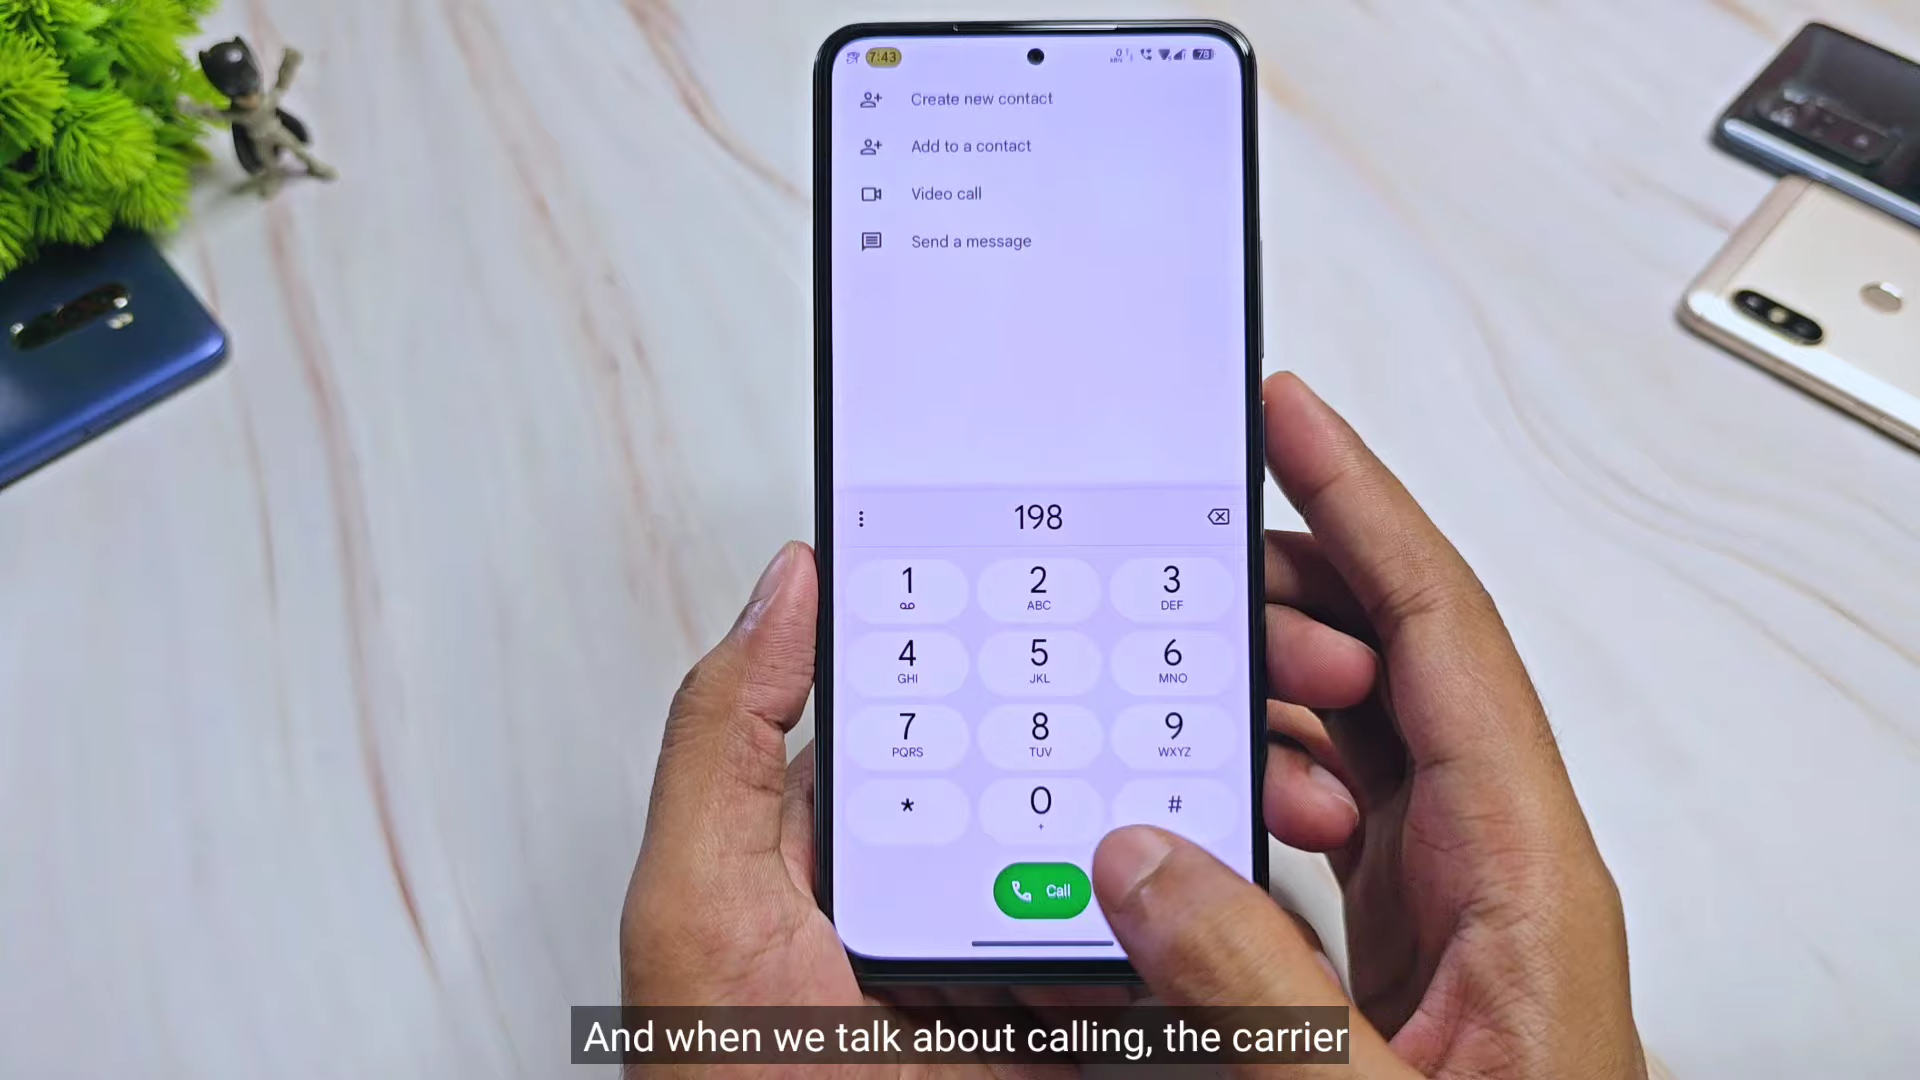 7:43
78
Create new contact
Add to a contact
Video call
Send a message
198
1
2
ABC
3
DEF
4
GHI
5
JKL
6
MNO
7
PQRS
8
TUV
9
WXYZ
*
0
+
#
Call
And when we talk about calling, the carrier